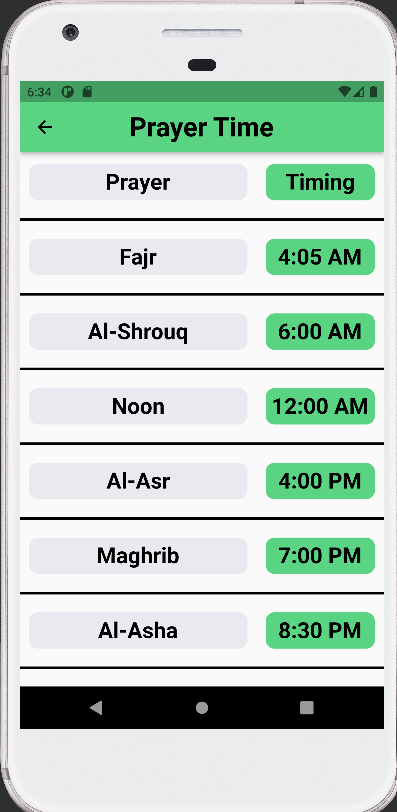 6:34
Prayer Time
Prayer Timing
Fajr 4:05 AM
Al-Shrouq 6:00 AM
Noon 12:00 AM
Al-Asr 4:00 PM
Maghrib 7:00 PM
Al-Asha 8:30 PM